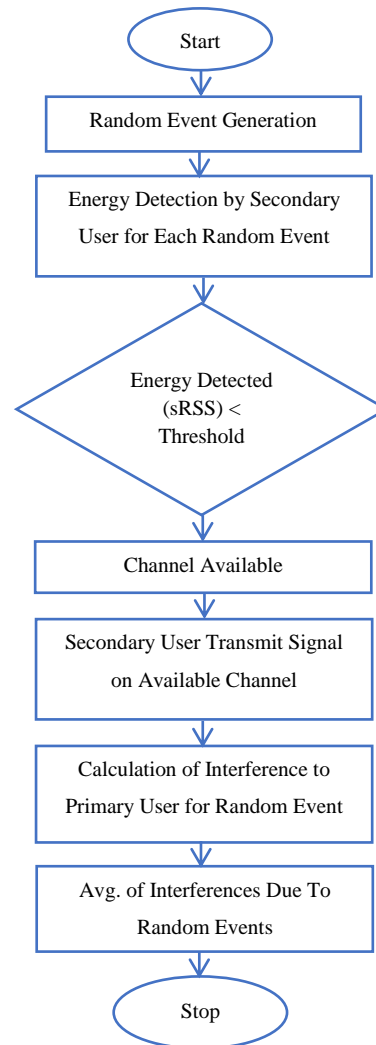 Start
Random Event Generation
Energy Detection by Secondary
User for Each Random Event
Energy Detected
(sRSS) <
Threshold
Channel Available
Secondary User Transmit Signal
on Available Channel
Calculation of Interference to
Primary User for Random Event
Avg. of Interferences Due To
Random Events
Stop